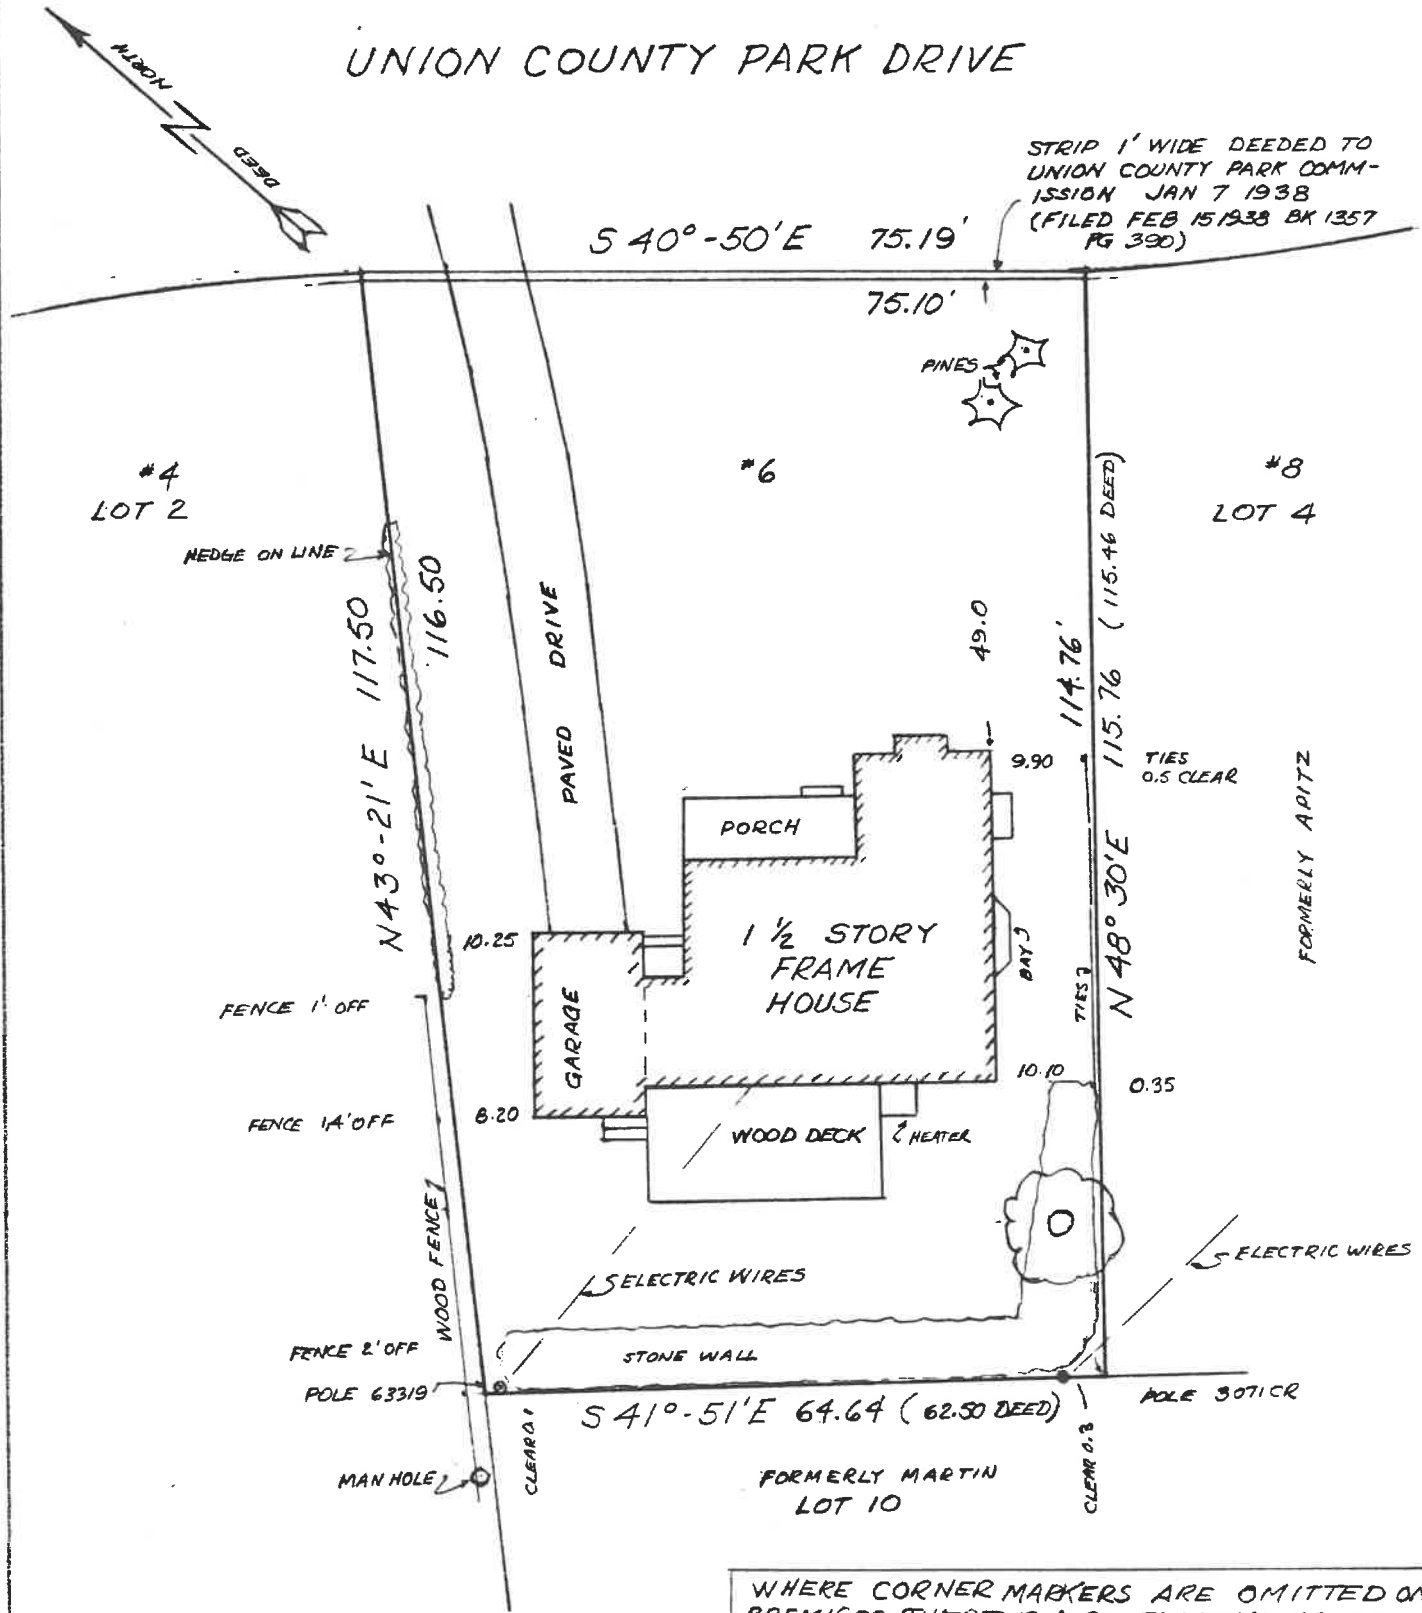 UNION COUNTY PARK DRIVE
NORTH
DEED
STRIP 1' WIDE DEEDED TO
UNION COUNTY PARK COMM-
ISSION JAN 7 1938
(FILED FEB 15 1938 BK 1357
PG 390)
S 40°-50' E 75.19'
75.10'
PINES
#4
LOT 2
#6
#8
LOT 4
HEDGE ON LINE
N43°-21' E 117.50
116.50
PAVED DRIVE
49.0
114.76'
115.76 (115.46 DEED)
N 48° 30' E
9.90
TIES
0.5 CLEAR
FORMERLY APITZ
PORCH
1 ½ STORY
FRAME
HOUSE
BAY
TIES
10.25
GARAGE
FENCE 1' OFF
10.10
0.35
FENCE 1.4' OFF
8.20
WOOD DECK
HEATER
WOOD FENCE
ELECTRIC WIRES
ELECTRIC WIRES
FENCE 2' OFF
STONE WALL
POLE 63319
POLE 3071CR
S 41°-51' E 64.64 (62.50 DEED)
CLEAR 0.1
CLEAR 0.3
MAN HOLE
FORMERLY MARTIN
LOT 10
WHERE CORNER MARKERS ARE OMITTED ON